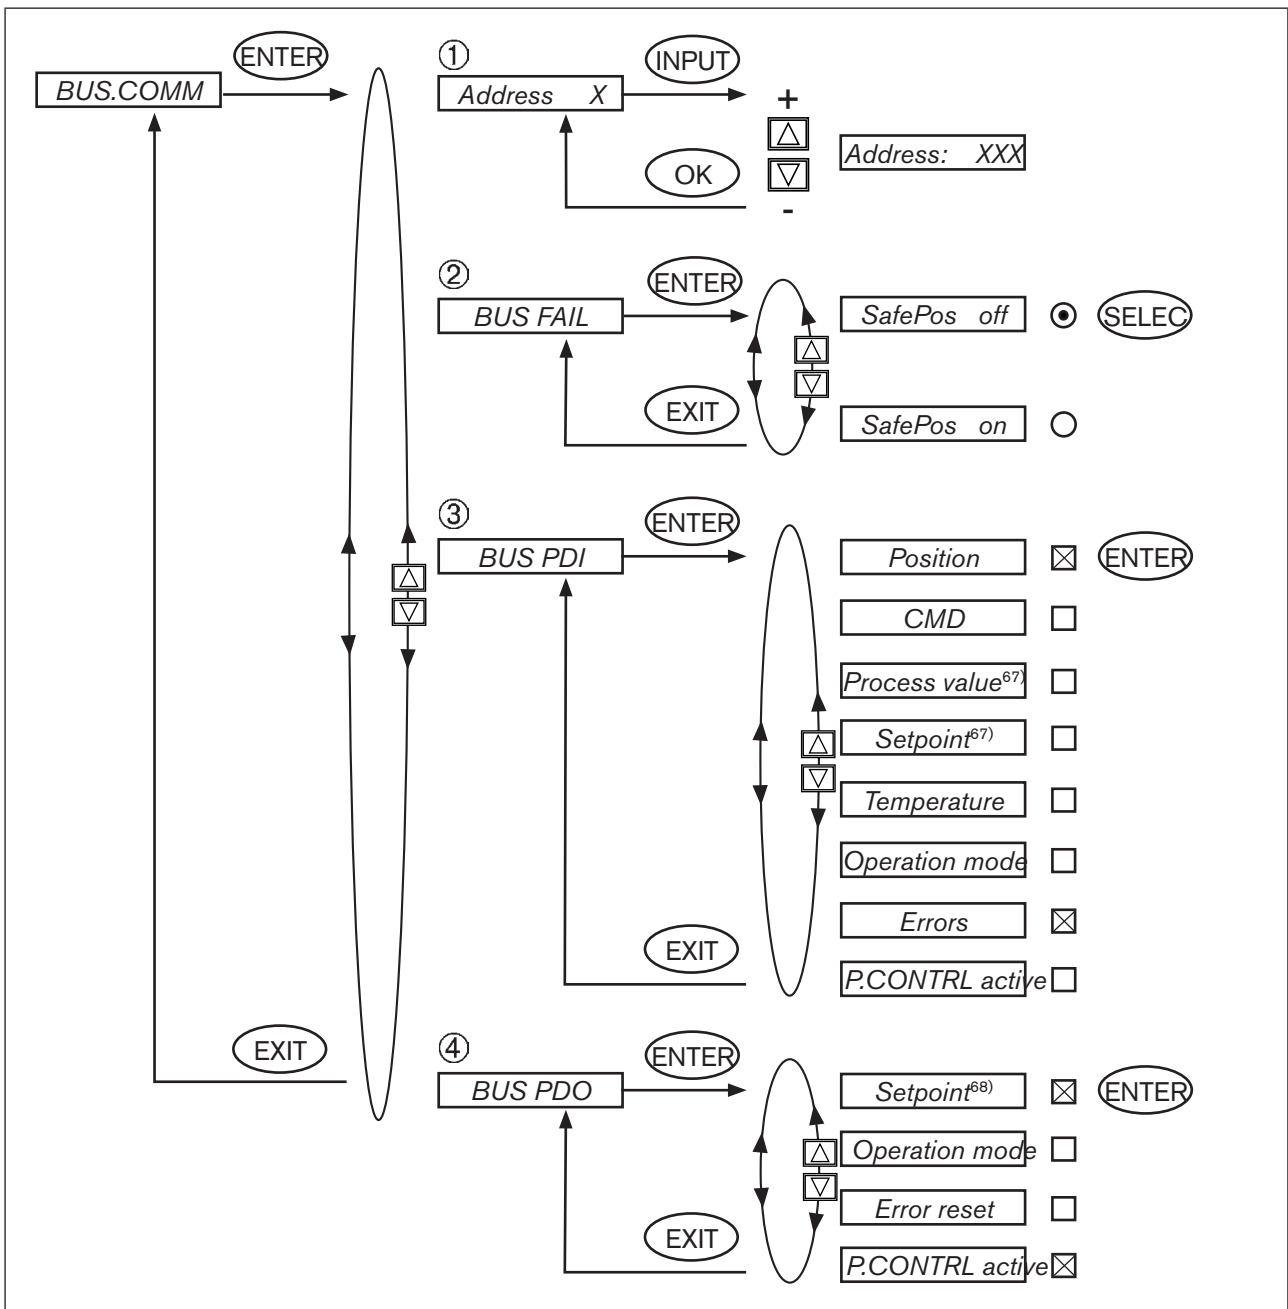 BUS.COMM
ENTER
① INPUT
Address X
+
Address: XXX
OK
-
② ENTER
BUS FAIL
SafePos off SELEC
EXIT
SafePos on
③ ENTER
BUS PDI
Position ENTER
CMD
Process value67)
Setpoint67)
Temperature
Operation mode
Errors
EXIT
P.CONTRL active
EXIT
④ ENTER
BUS PDO
Setpoint68) ENTER
Operation mode
Error reset
EXIT
P.CONTRL active